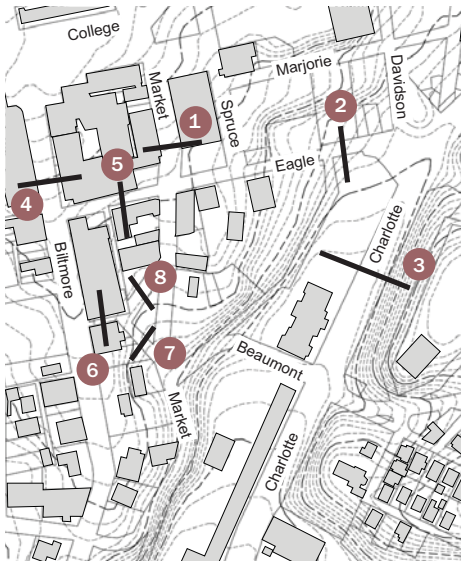 College
Marjorie
Market
Davidson
Spruce
1
2
5
Eagle
4
Charlotte
Biltmore
3
8
7
6
Beaumont
Market
Charlotte